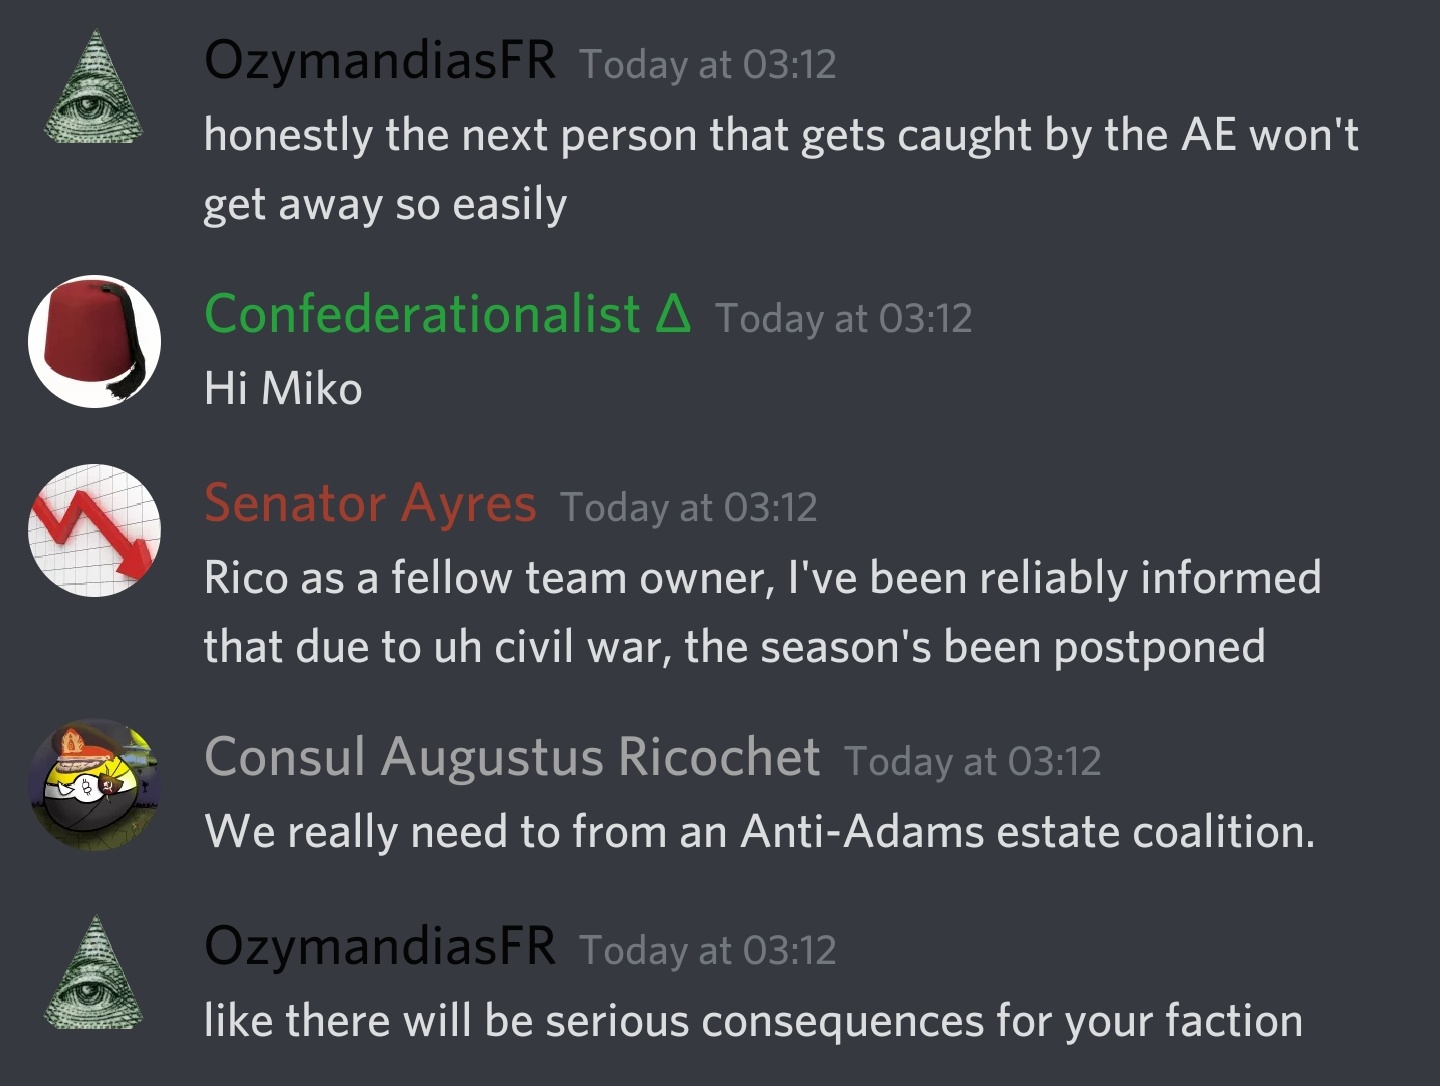 OzymandiasFR Today at 03:12
honestly the next person that gets caught by the AE won't
get away so easily
Confederationalist Δ Today at 03:12
Hi Miko
Senator Ayres Today at 03:12
Rico as a fellow team owner, I've been reliably informed
that due to uh civil war, the season's been postponed
Consul Augustus Ricochet Today at 03:12
We really need to from an Anti-Adams estate coalition.
OzymandiasFR Today at 03:12
like there will be serious consequences for your faction